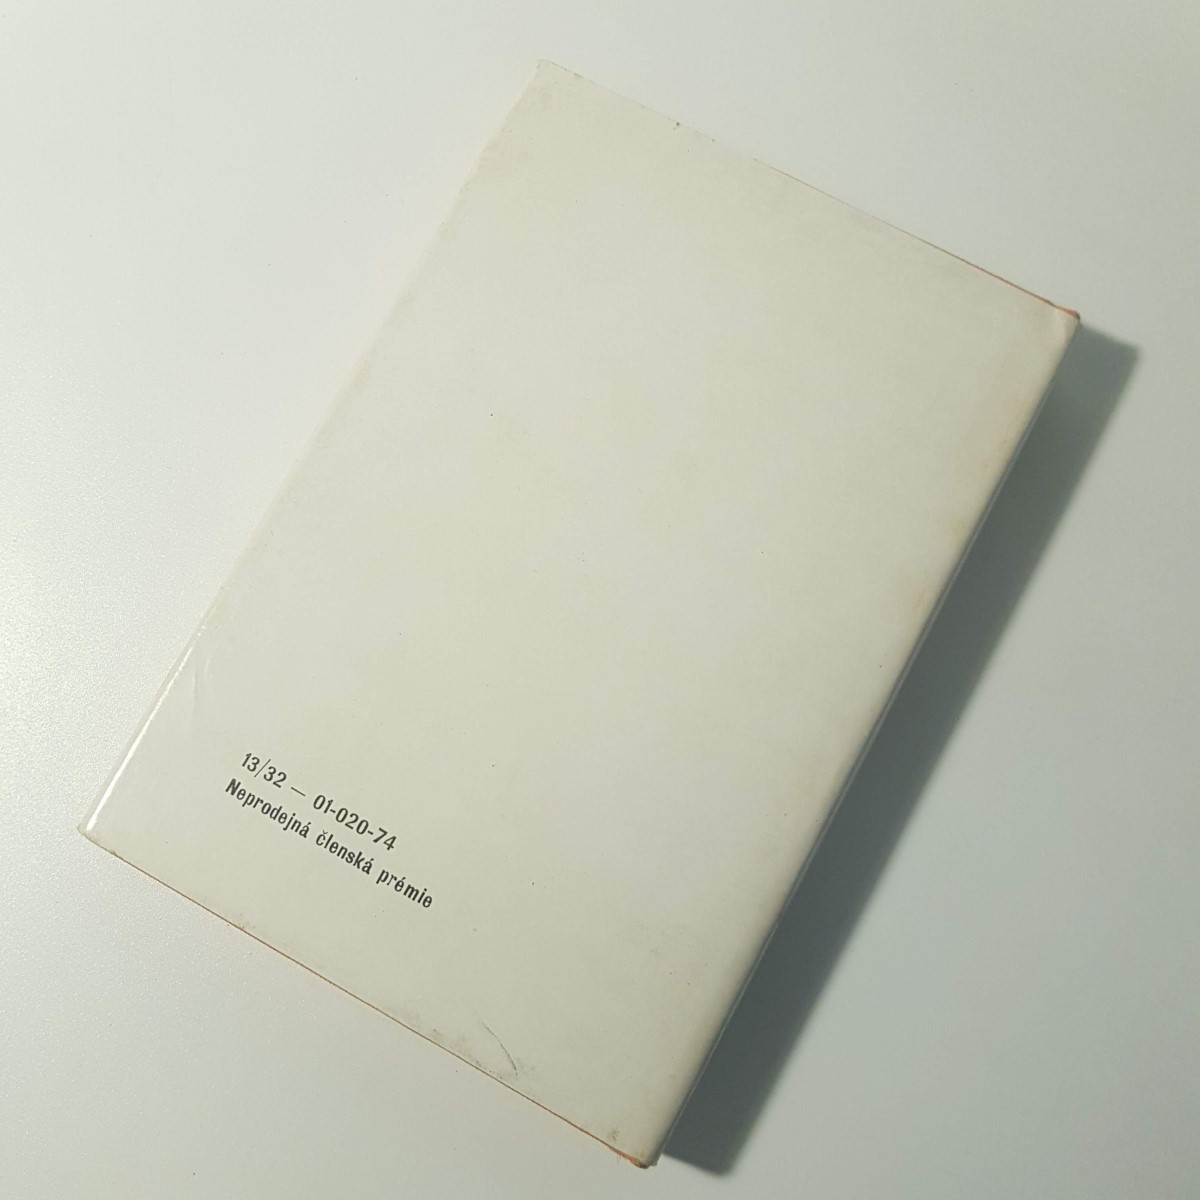 13/32 — 01-020-74
Neprodejná členská prémie